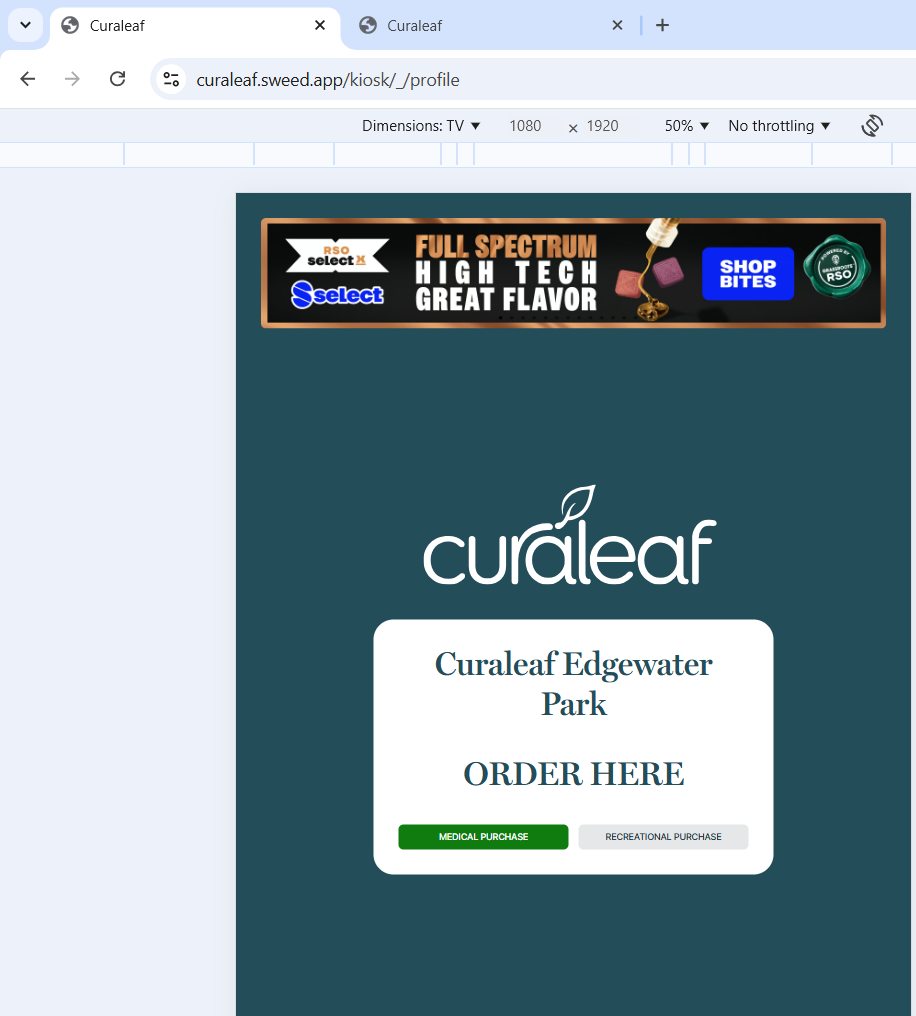 Curaleaf
Curaleaf
curaleaf.sweed.app/kiosk/_/profile
Dimensions: TV 1080 × 1920 50% No throttling
RSO
select X
select
FULL SPECTRUM
HIGH TECH
GREAT FLAVOR
SHOP
BITES
POWERED BY
GRASSROOTS
RSO
curaleaf
Curaleaf Edgewater
Park
ORDER HERE
MEDICAL PURCHASE
RECREATIONAL PURCHASE